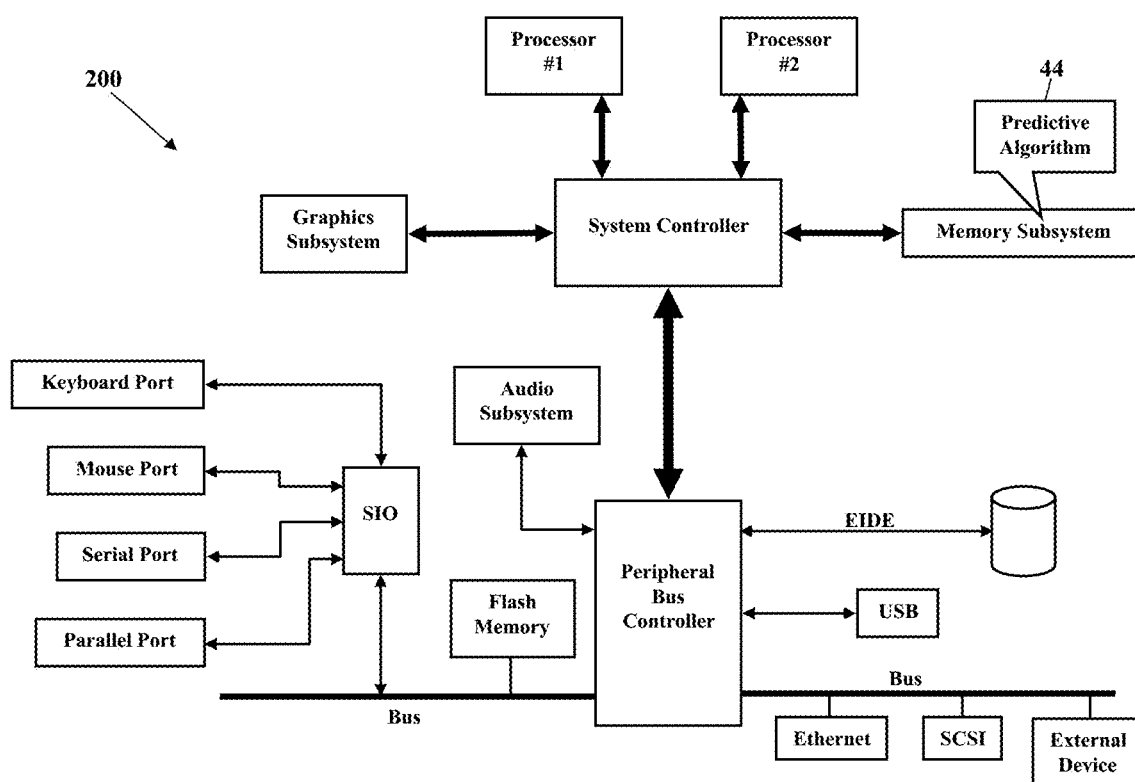 Processor
#1
Processor
#2
200
44
Predictive
Algorithm
Graphics
Subsystem
System Controller
Memory Subsystem
Keyboard Port
Audio
Subsystem
Mouse Port
SIO
EIDE
Serial Port
Peripheral
Bus
Controller
Flash
Memory
USB
Parallel Port
Bus
Bus
Ethernet
SCSI
External
Device